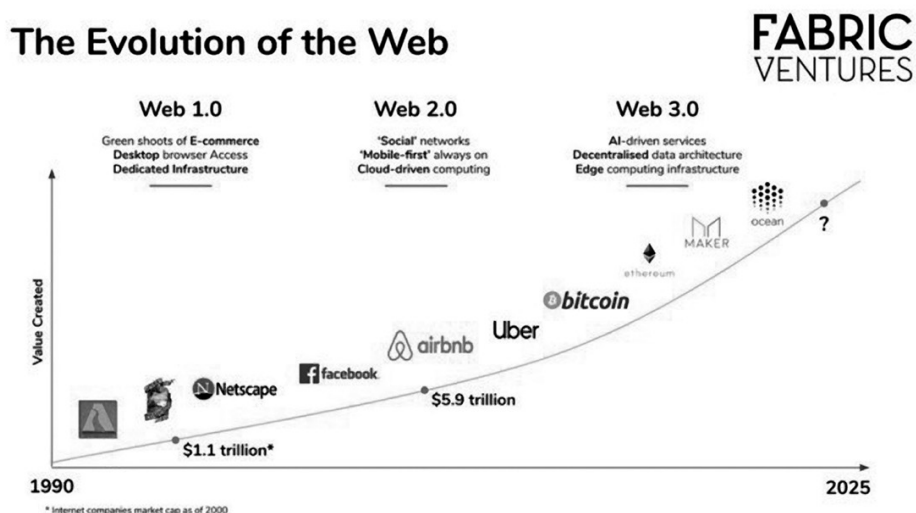 The Evolution of the Web
FABRIC
VENTURES
Web 1.0
Green shoots of E-commerce
Desktop browser Access
Dedicated Infrastructure
Web 2.0
'Social' networks
'Mobile-first' always on
Cloud-driven computing
Web 3.0
AI-driven services
Decentralised data architecture
Edge computing infrastructure
Value Created
ocean
?
MAKER
ethereum
bitcoin
Uber
airbnb
facebook
N Netscape
$5.9 trillion
$1.1 trillion*
1990
2025
* Internet companies market cap as of 2000